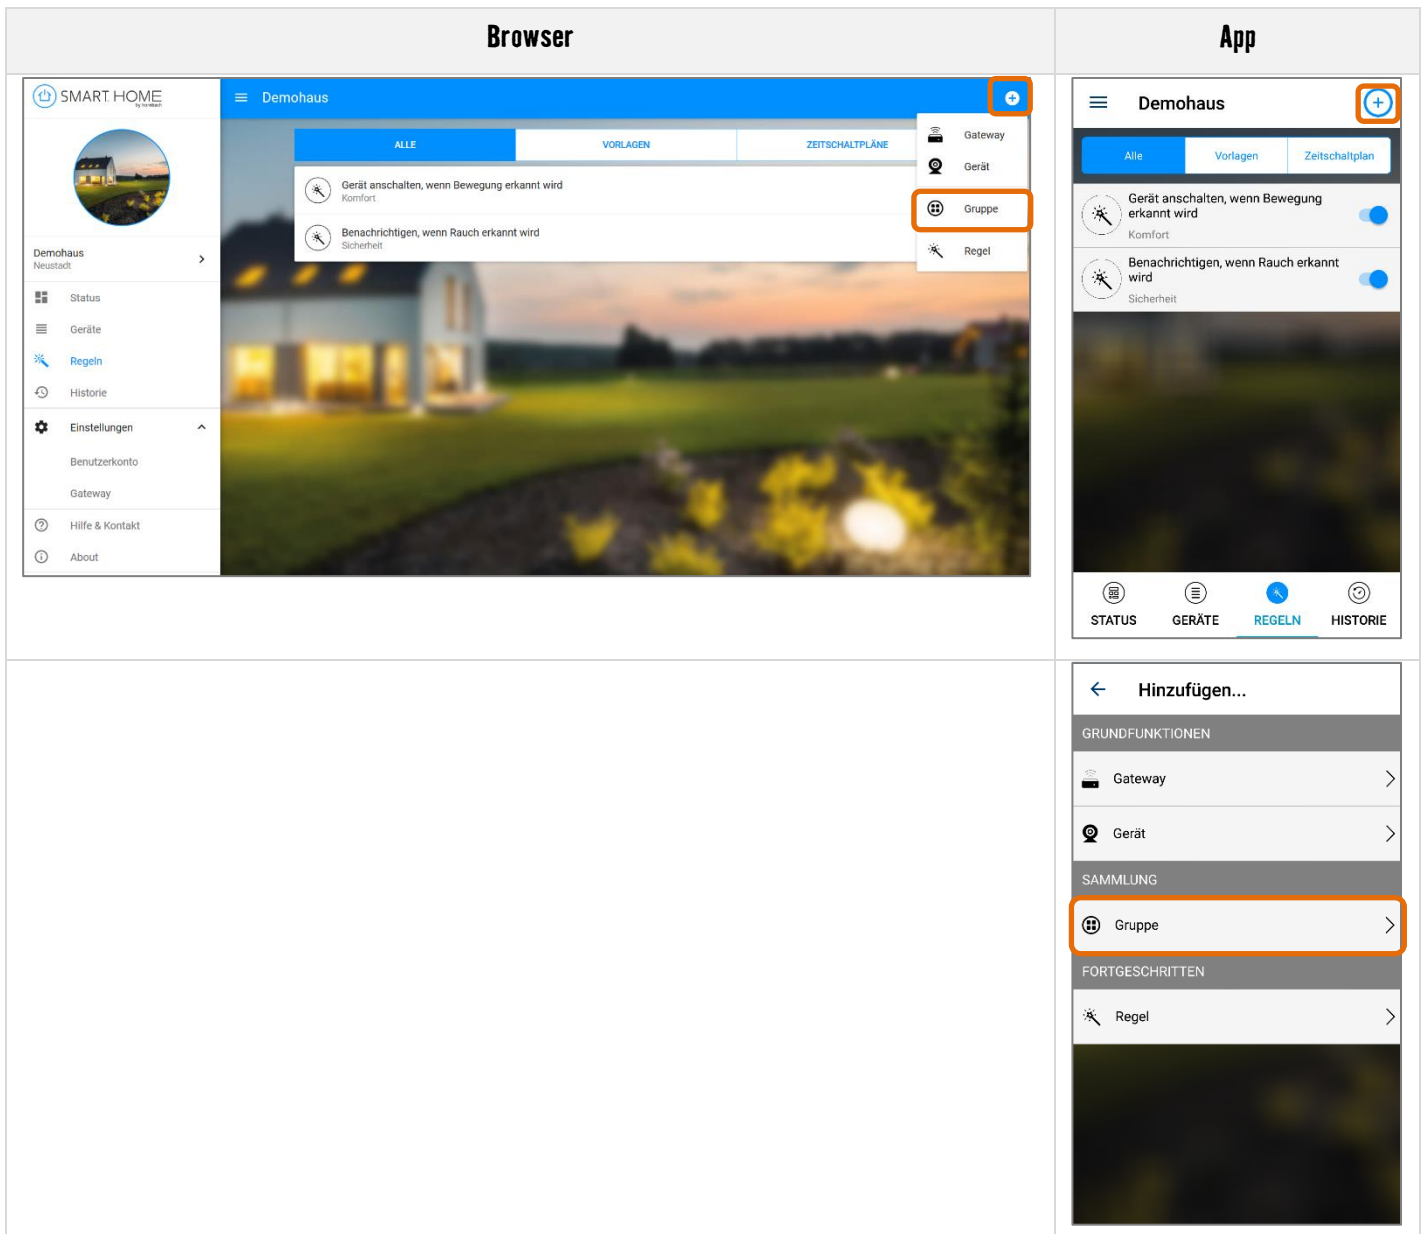 Browser
App
SMART HOME
by hornbach
Demohaus
Neustadt
Status
Geräte
Regeln
Historie
Einstellungen
Benutzerkonto
Gateway
Hilfe & Kontakt
About
Demohaus
ALLE
VORLAGEN
ZEITSCHALTPLÄNE
Gerät anschalten, wenn Bewegung erkannt wird
Komfort
Benachrichtigen, wenn Rauch erkannt wird
Sicherheit
Gateway
Gerät
Gruppe
Regel
Demohaus
Alle
Vorlagen
Zeitschaltplan
Gerät anschalten, wenn Bewegung
erkannt wird
Komfort
Benachrichtigen, wenn Rauch erkannt
wird
Sicherheit
STATUS
GERÄTE
REGELN
HISTORIE
Hinzufügen...
GRUNDFUNKTIONEN
Gateway
Gerät
SAMMLUNG
Gruppe
FORTGESCHRITTEN
Regel